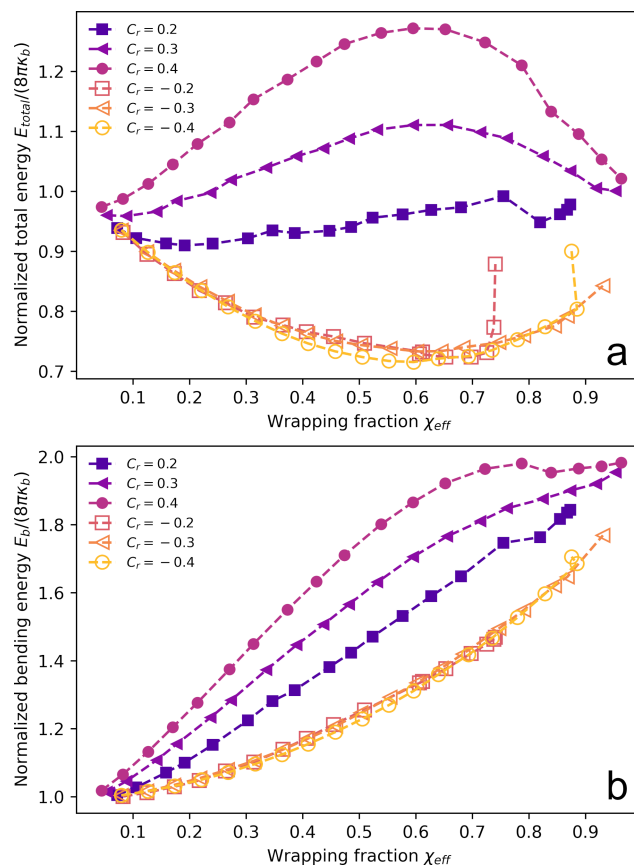 Normalized total energy E_total/(8πκ_b)
C_r = 0.2
C_r = 0.3
C_r = 0.4
C_r = −0.2
C_r = −0.3
C_r = −0.4
1.2
1.1
1.0
0.9
0.8
0.7
0.1 0.2 0.3 0.4 0.5 0.6 0.7 0.8 0.9
Wrapping fraction χ_eff
a
Normalized bending energy E_b/(8πκ_b)
C_r = 0.2
C_r = 0.3
C_r = 0.4
C_r = −0.2
C_r = −0.3
C_r = −0.4
2.0
1.8
1.6
1.4
1.2
1.0
0.1 0.2 0.3 0.4 0.5 0.6 0.7 0.8 0.9
Wrapping fraction χ_eff
b